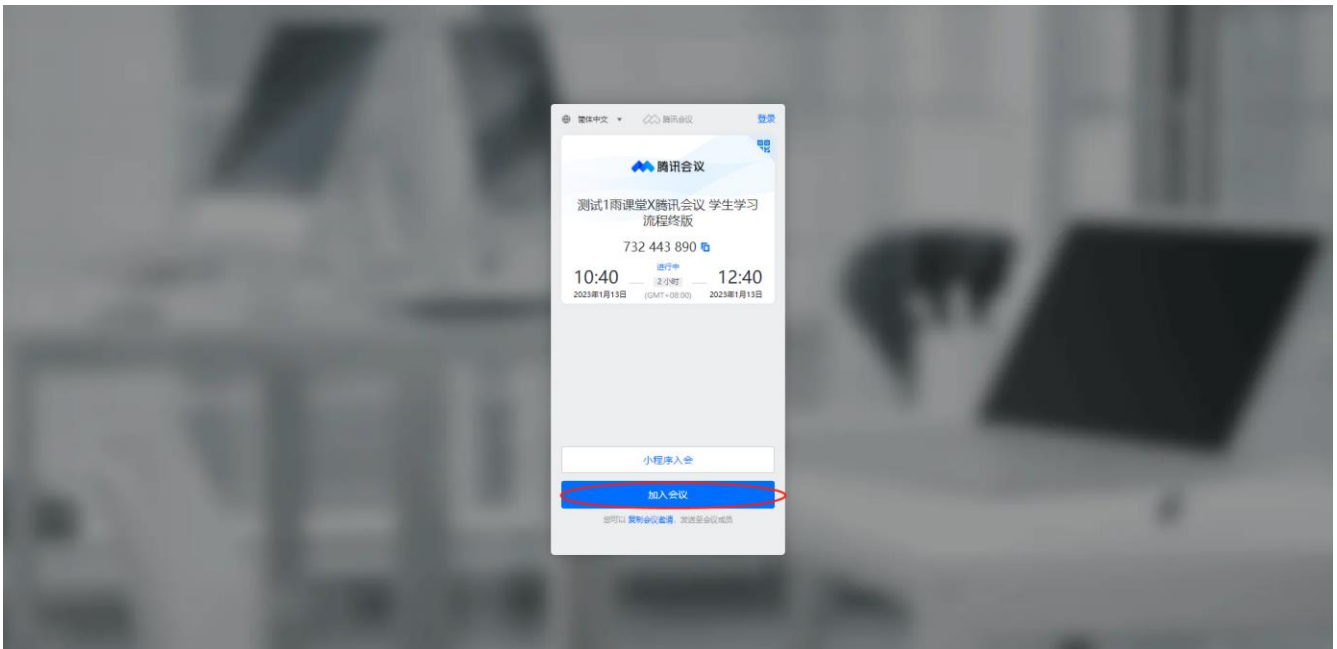 简体中文
腾讯会议
登录
腾讯会议
测试1雨课堂X腾讯会议 学生学习
流程终版
732 443 890
进行中
10:40 2小时 12:40
2023年1月13日 (GMT+08:00) 2023年1月13日
小程序入会
加入会议
您可以 复制会议邀请，发送至会议成员